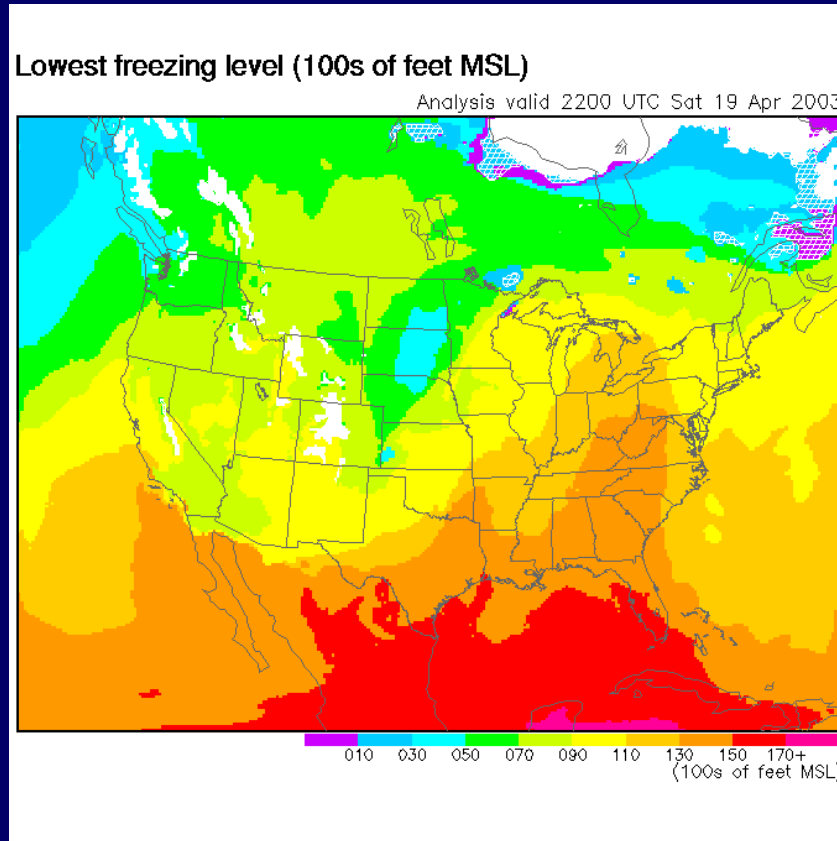 Lowest freezing level (100s of feet MSL)
Analysis valid 2200 UTC Sat 19 Apr 2003
010 030 050 070 090 110 130 150 170+
(100s of feet MSL)